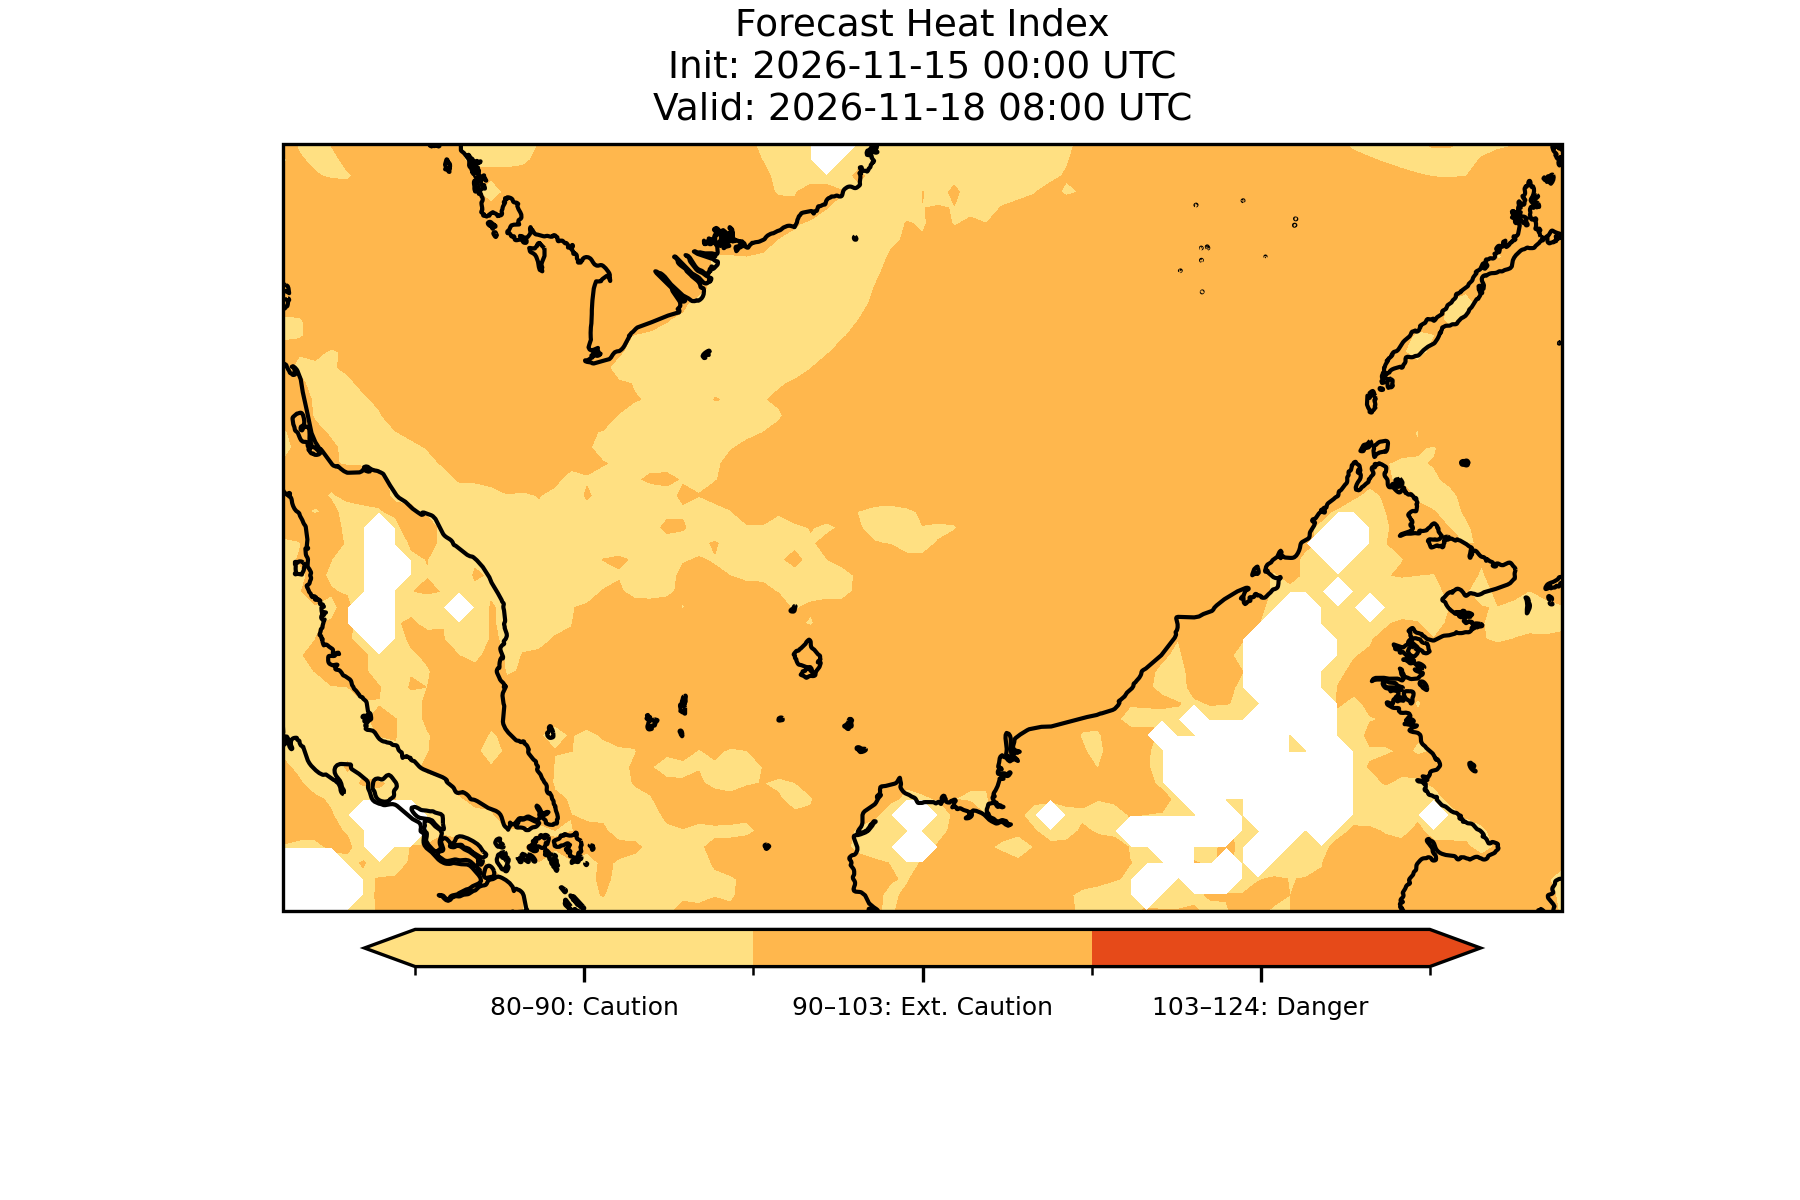 Forecast Heat Index
Init: 2026-11-15 00:00 UTC
Valid: 2026-11-18 08:00 UTC
80–90: Caution
90–103: Ext. Caution
103–124: Danger